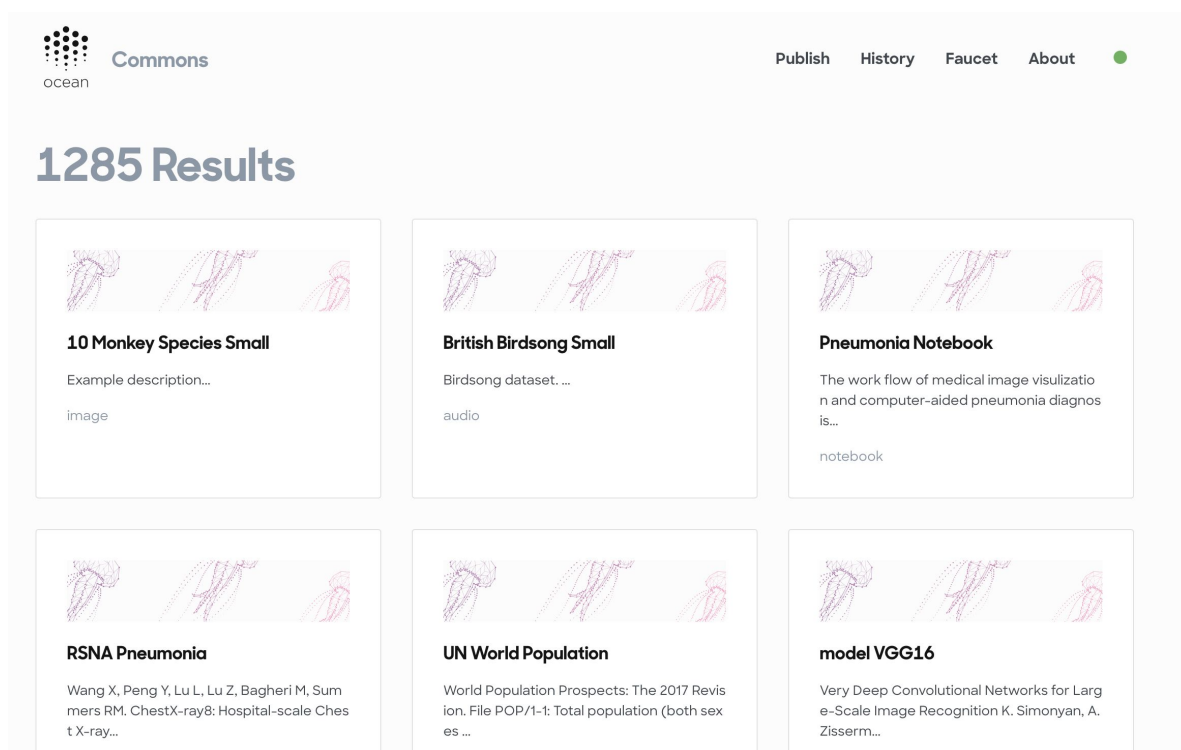 ocean
Commons
Publish
History
Faucet
About
1285 Results
10 Monkey Species Small
Example description...
image
British Birdsong Small
Birdsong dataset. ...
audio
Pneumonia Notebook
The work flow of medical image visulizatio
n and computer-aided pneumonia diagnos
is...
notebook
RSNA Pneumonia
Wang X, Peng Y, Lu L, Lu Z, Bagheri M, Sum
mers RM. ChestX-ray8: Hospital-scale Ches
t X-ray...
UN World Population
World Population Prospects: The 2017 Revis
ion. File POP/1-1: Total population (both sex
es ...
model VGG16
Very Deep Convolutional Networks for Larg
e-Scale Image Recognition K. Simonyan, A.
Zisserm...